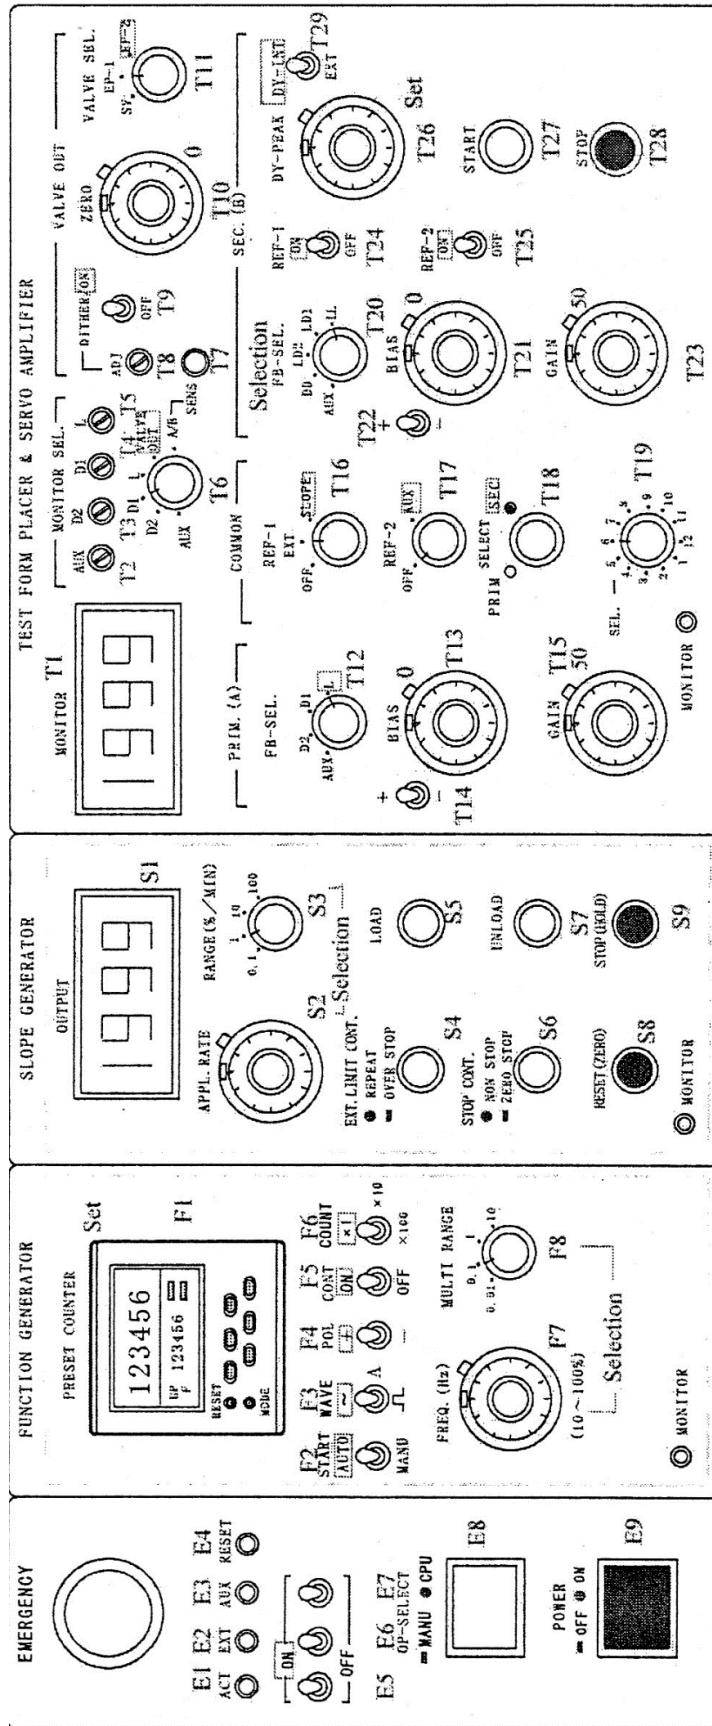 EMERGENCY
E1 E2 E3 E4
ACT EXT AUX RESET
ON
OFF
E5 E6 E7
OP-SELECT
MANU CPU
E8
POWER
OFF ON
E9
FUNCTION GENERATOR
PRESET COUNTER
Set
F1
123456
UP
F 123456
RESET
MODE
F2 F3 F4 F5 F6
START WAVE POL CONT COUNT
AUTO ~ + ON ×1
×10
MANU − OFF ×100
FREQ. (Hz)
F7
(10~100%)
MULTI RANGE
0.01 0.1 1 10
F8
Selection
MONITOR
SLOPE GENERATOR
OUTPUT
1999
S1
APPL. RATE
S2
RANGE(%/MIN)
0.1 1 10 100
S3
Selection
EXT.LIMIT CONT.
REPEAT
OVER STOP
S4
LOAD
S5
STOP CONT.
NON STOP
ZERO STOP
S6
UNLOAD
S7
RESET(ZERO)
S8
STOP(HOLD)
S9
MONITOR
TEST FORM PLACER & SERVO AMPLIFIER
MONITOR T1
1999
MONITOR SEL.
AUX D2 D1 L
T2 T3 T4 T5
AUX D2 D1 L VALVE
A/B
SENS
T6
T7
ADJ
T8
DITHER ON
OFF
T9
VALVE OUT
ZERO
0
T10
VALVE SEL.
SV EP-1 EP-2
T11
PRIM. (A)
FB-SEL.
AUX D2 D1 L
T12
BIAS
0
T13
+
−
T14
GAIN
50
T15
COMMON
REF-1
OFF EXT. SLOPE
T16
REF-2
OFF AUX
T17
SELECT
PRIM SEC
T18
SEL.
1 2 3 4 5 6 7 8 9 10 11 12
T19
MONITOR
SEC. (B)
Selection
FB-SEL.
AUX DD LD2 LD1 LL
T20
BIAS
0
T21
+
−
T22
GAIN
50
T23
REF-1
ON
OFF
T24
REF-2
ON
OFF
T25
DY-PEAK
Set
T26
START
T27
STOP
T28
DY-INT
EXT
T29